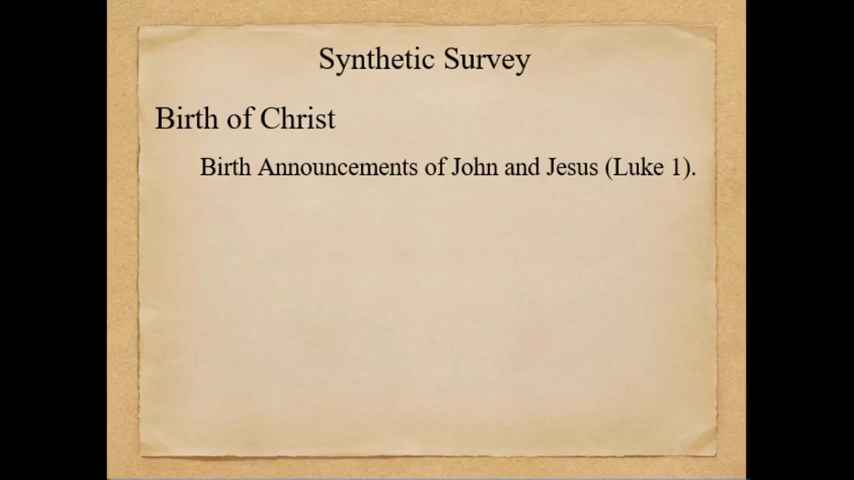 Synthetic Survey
Birth of Christ
Birth Announcements of John and Jesus (Luke 1).